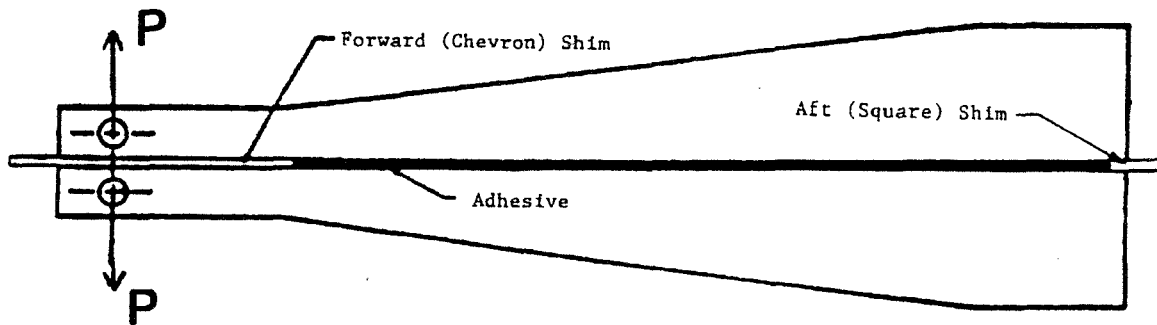 P
Forward (Chevron) Shim
Aft (Square) Shim
Adhesive
P